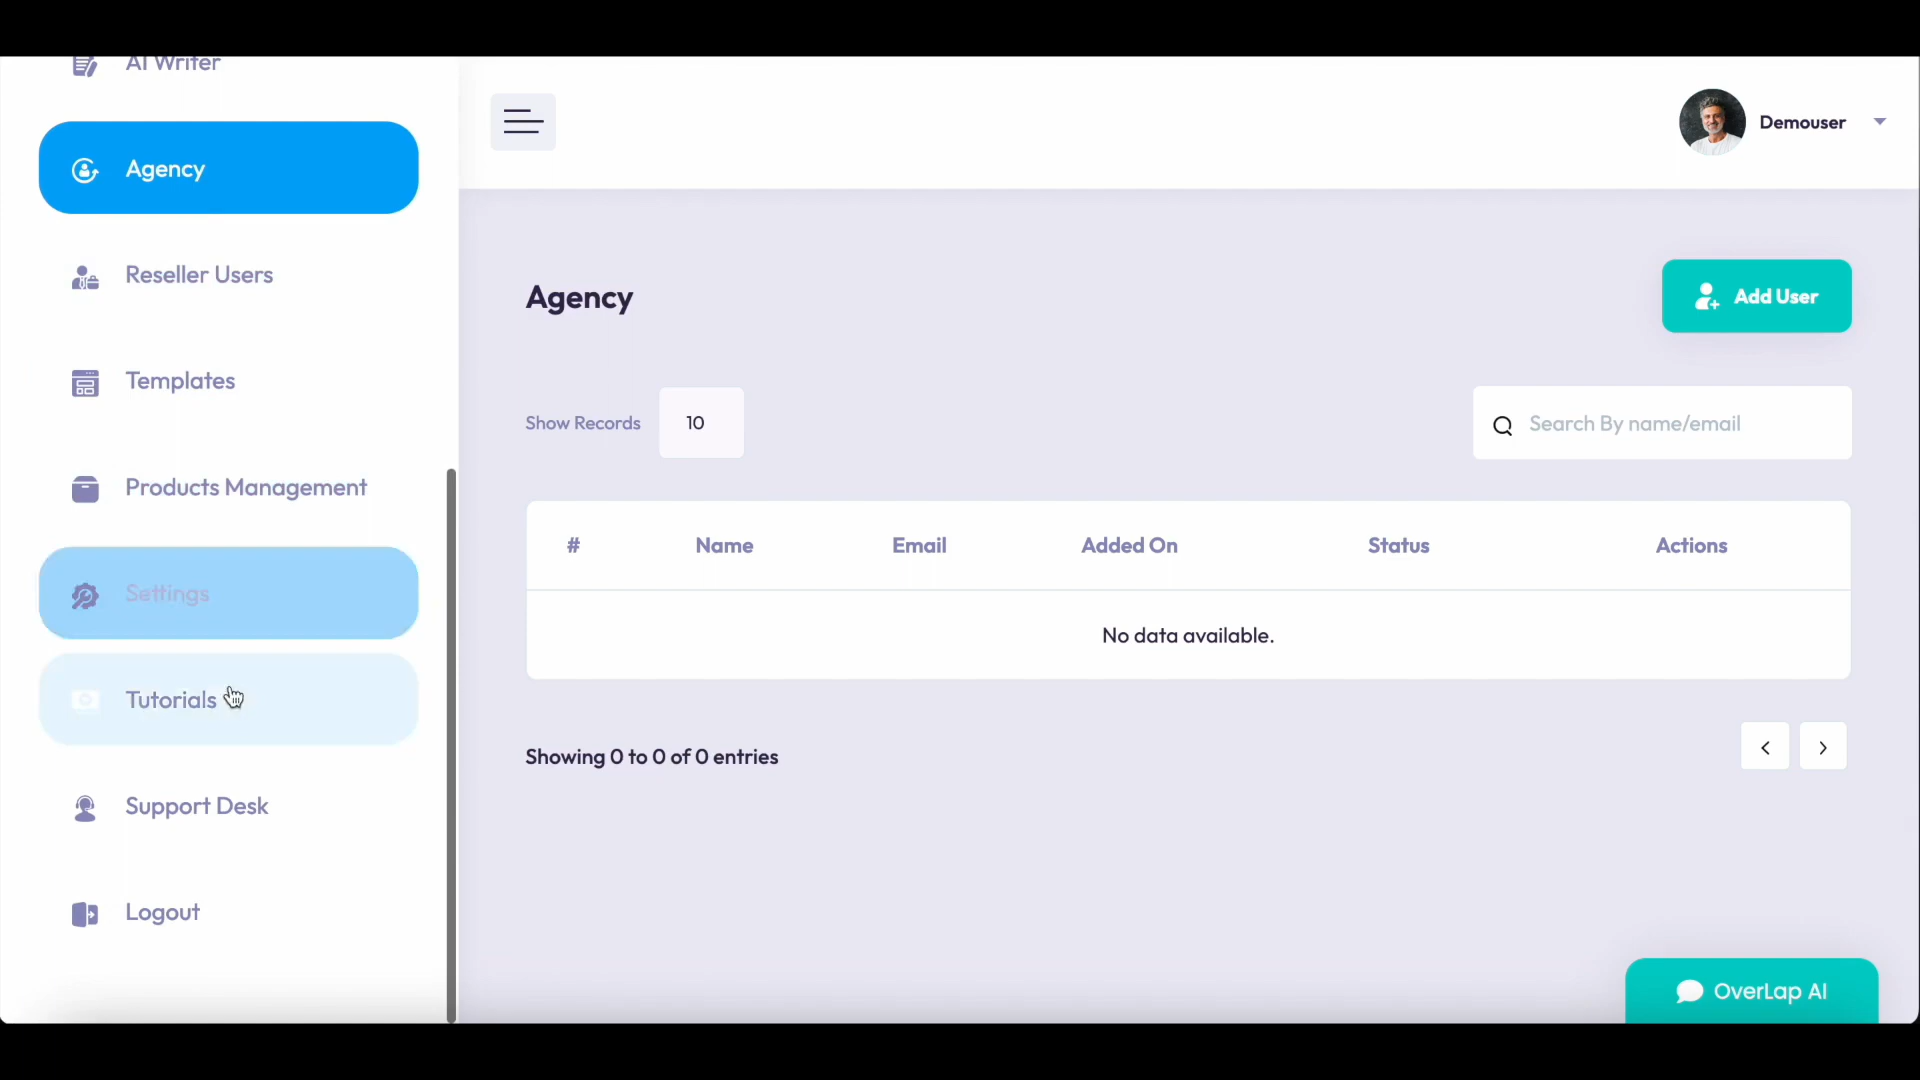 AI Writer
Agency
Reseller Users
Templates
Products Management
Settings
Tutorials
Support Desk
Logout
Demouser
Agency
Add User
Show Records 10
Search By name/email
# Name Email Added On Status Actions
No data available.
Showing 0 to 0 of 0 entries
OverLap AI